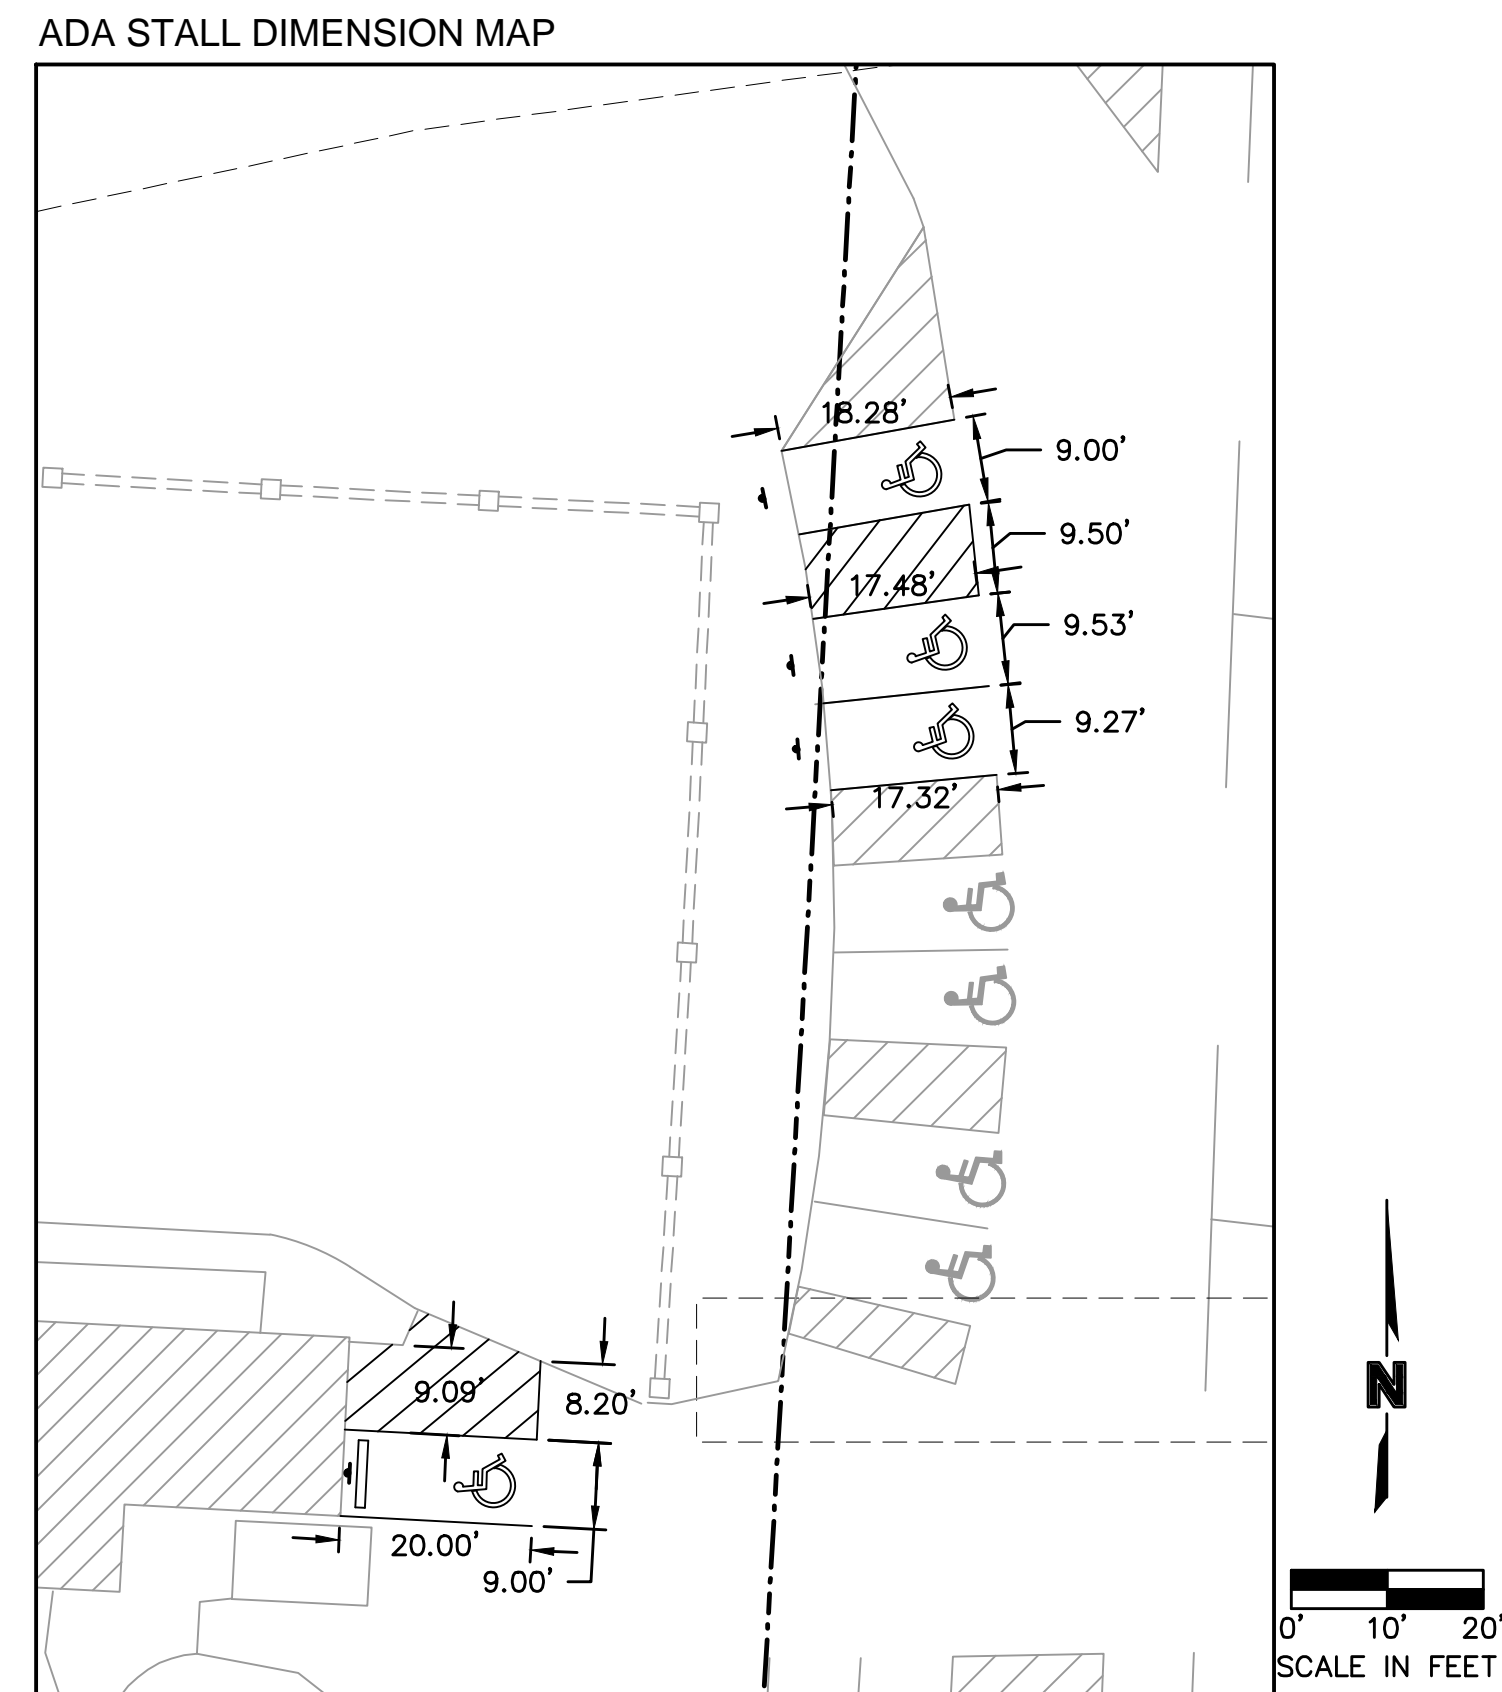 ADA STALL DIMENSION MAP
18.28'
9.00'
9.50'
17.48'
9.53'
9.27'
17.32'
9.09'
8.20'
20.00'
9.00'
N
0' 10' 20'
SCALE IN FEET